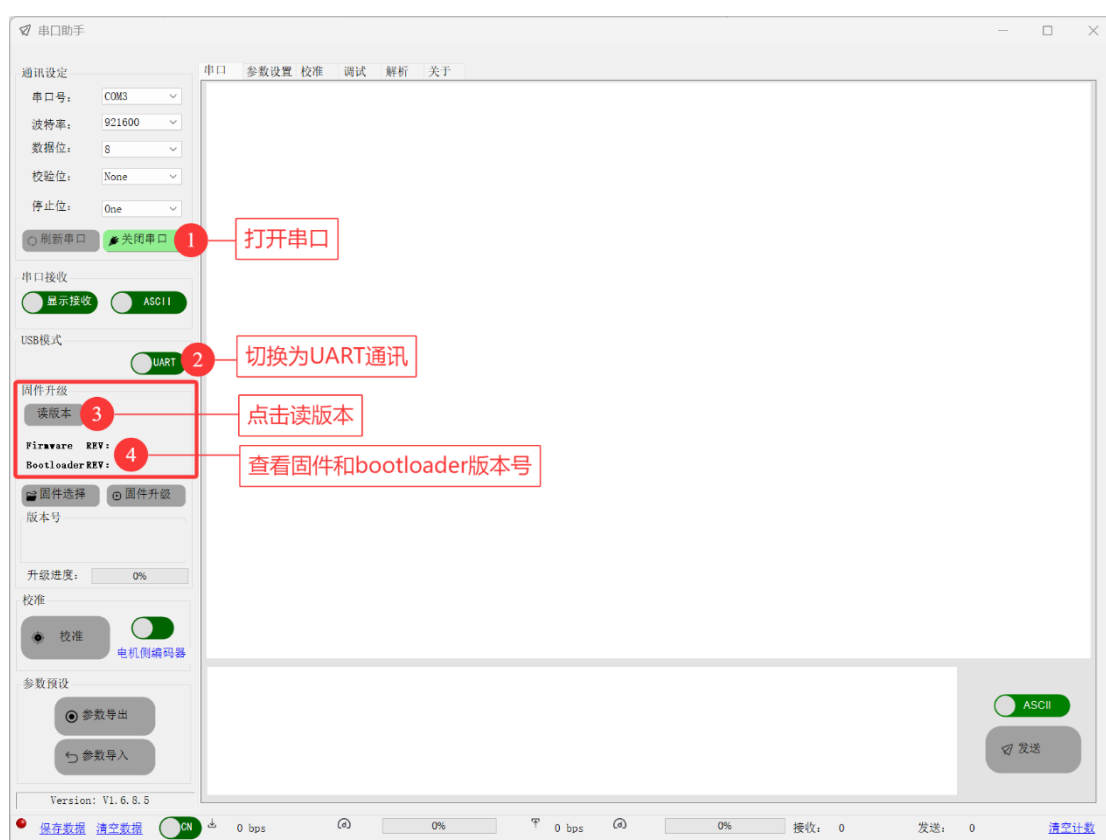 串口助手
通讯设定
串口 参数设置 校准 调试 解析 关于
串口号: COM3
波特率: 921600
数据位: 8
校验位: None
停止位: One
刷新串口 关闭串口 1 打开串口
串口接收
显示接收 ASCII
USB模式
UART 2 切换为UART通讯
固件升级
读版本 3 点击读版本
Firmware REV:
4 查看固件和bootloader版本号
BootloaderREV:
固件选择 固件升级
版本号
升级进度: 0%
校准
校准
电机侧编码器
参数预设
参数导出
参数导入
ASCII
发送
Version: V1.6.8.5
保存数据 清空数据 CN 0 bps 0% 0 bps 0% 接收: 0 发送: 0 清空计数